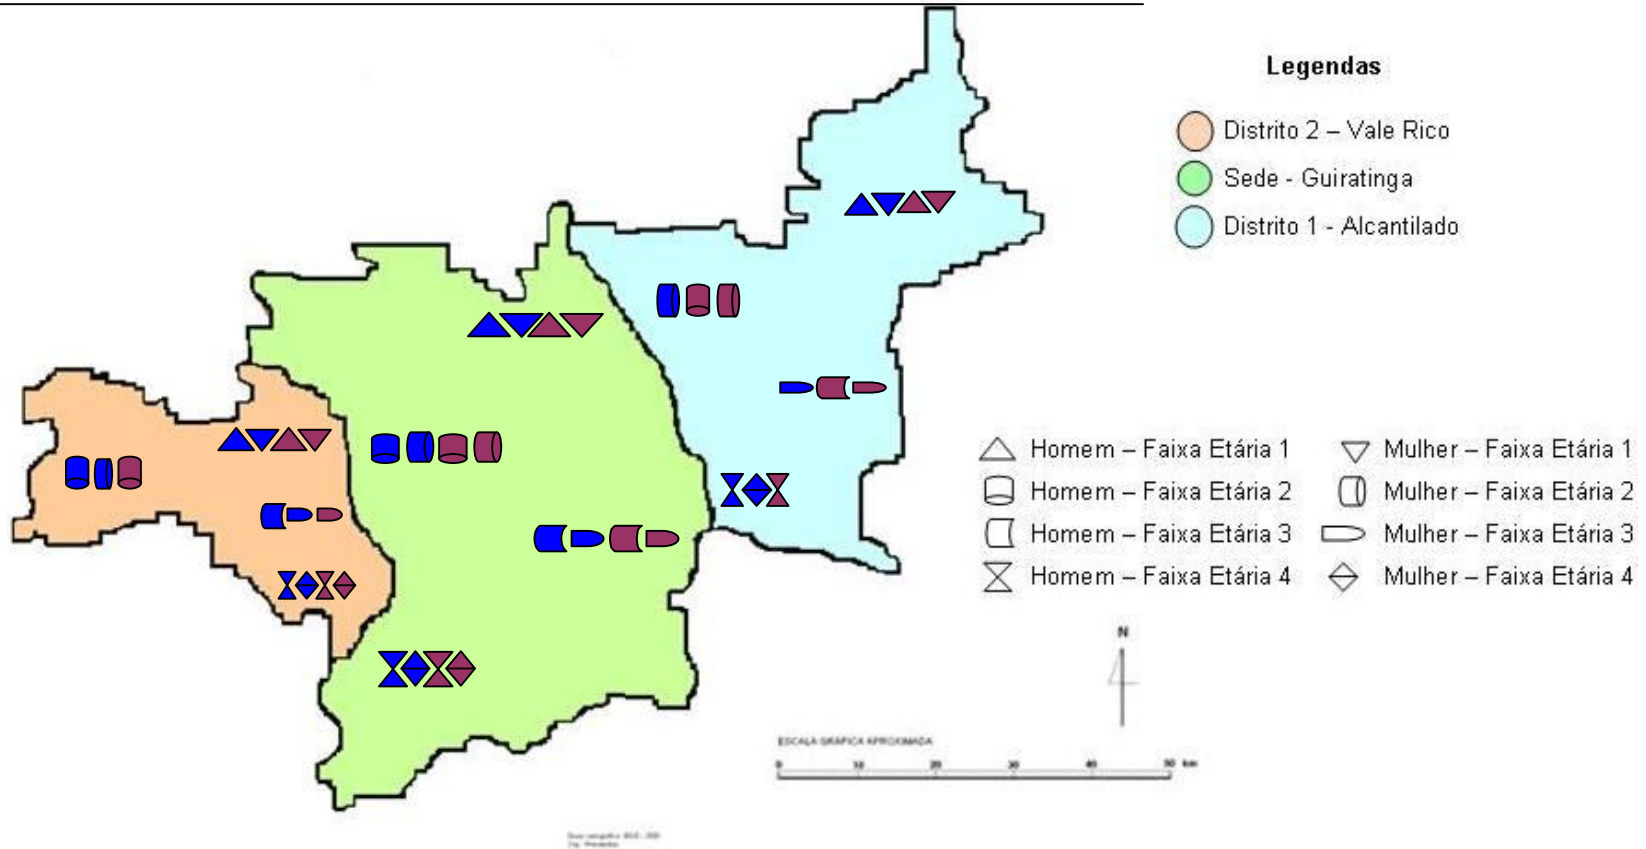 Legendas
Distrito 2 – Vale Rico
Sede - Guiratinga
Distrito 1 - Alcantilado
Homem – Faixa Etária 1
Mulher – Faixa Etária 1
Homem – Faixa Etária 2
Mulher – Faixa Etária 2
Homem – Faixa Etária 3
Mulher – Faixa Etária 3
Homem – Faixa Etária 4
Mulher – Faixa Etária 4
N
ESCALA GRÁFICA APROXIMADA
0 10 20 30 40 50 km